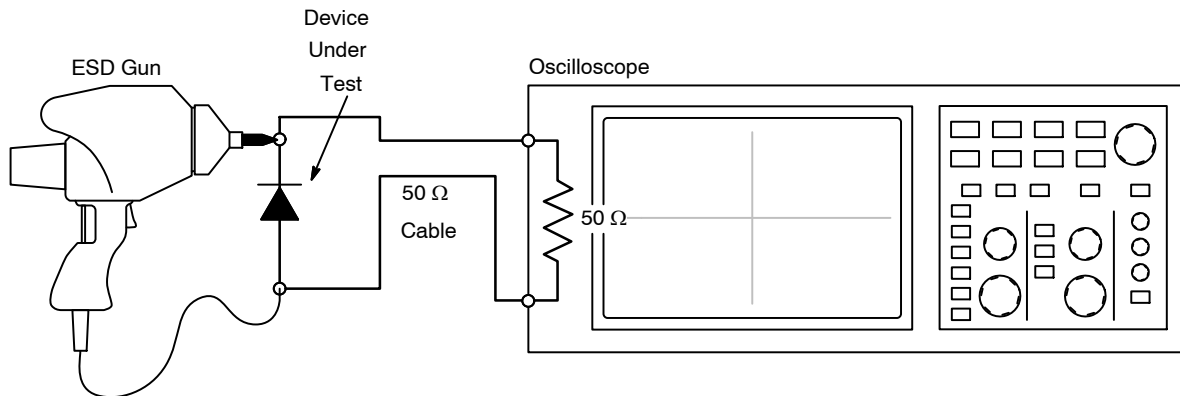 Device
Under
Test
ESD Gun
Oscilloscope
50 Ω
Cable
50 Ω